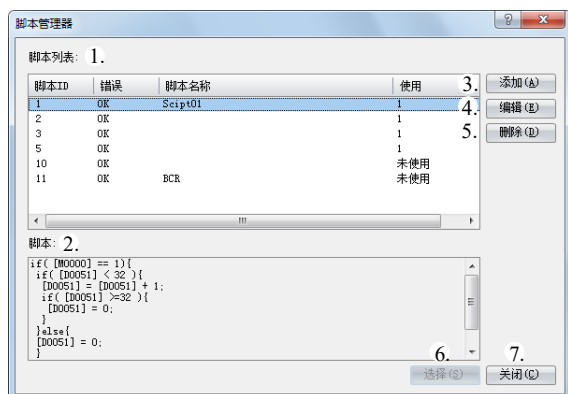 脚本管理器
脚本列表: 1.
脚本ID 错误 脚本名称 使用
1 OK Scipt01 1
2 OK 1
3 OK 1
5 OK 1
10 OK 未使用
11 OK BCR 未使用
3. 添加(A)
4. 编辑(E)
5. 删除(D)
脚本: 2.
if( [M0000] == 1){
if( [D0051] < 32 ){
[D0051] = [D0051] + 1;
if( [D0051] >=32 ){
[D0051] = 0;
}
}else{
[D0051] = 0;
}
6. 选择(S)
7. 关闭(C)